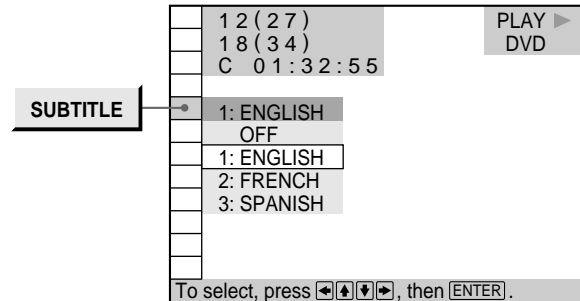 12(27)
18(34)
C 01:32:55
PLAY
DVD
SUBTITLE
1: ENGLISH
OFF
1: ENGLISH
2: FRENCH
3: SPANISH
To select, press ←↑↓→, then ENTER.